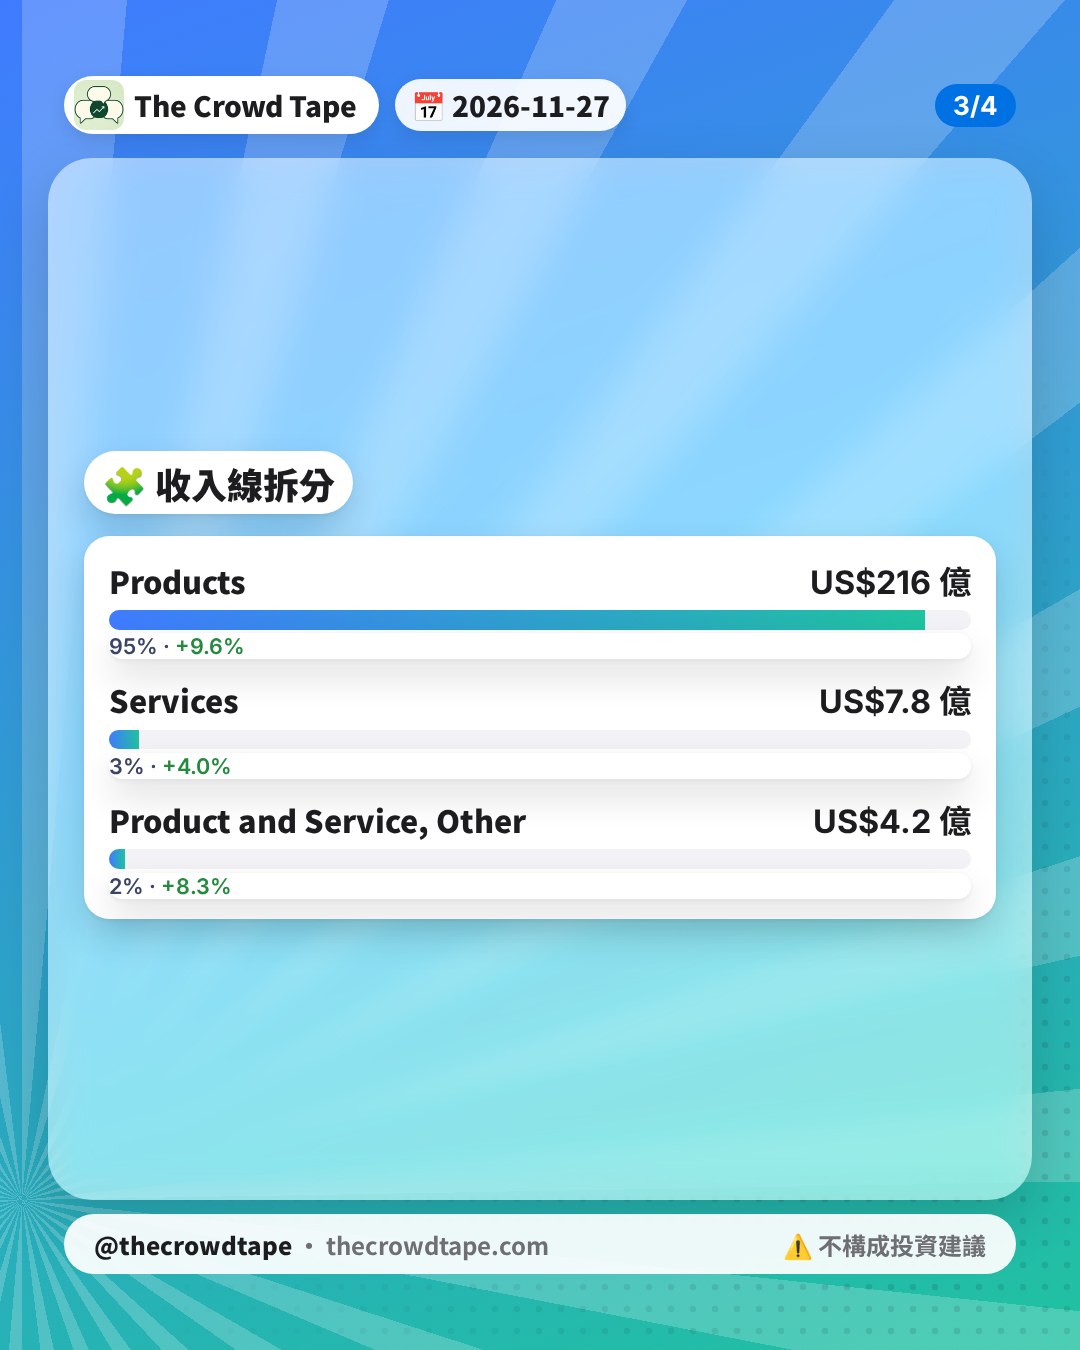 The Crowd Tape
📅 2026-11-27
3/4
🧩 收入線拆分
Products US$216 億
95% · +9.6%
Services US$7.8 億
3% · +4.0%
Product and Service, Other US$4.2 億
2% · +8.3%
@thecrowdtape • thecrowdtape.com ⚠️ 不構成投資建議